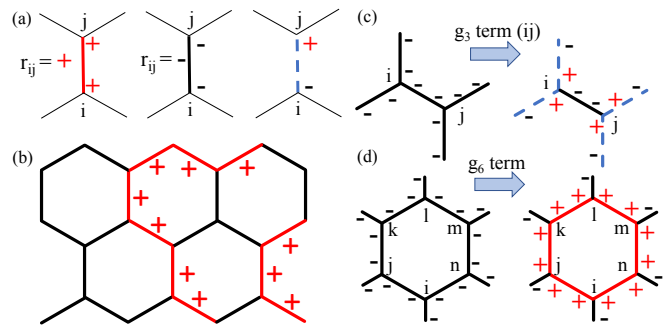 (a)
j
+
r_ij = +
+
i
j
-
r_ij = -
-
i
j
+
-
i
(c)
g_3 term (ij)
i
j
- - - - - - - - - -
i
j
- + - + - + + - + -
(b)
+ + + + + + + + + +
(d)
g_6 term
l
k
m
j
n
i
- - - - - - - - - - - - - - - - - -
l
k
m
j
n
i
- + + - + + - + + - + + - + + - + +